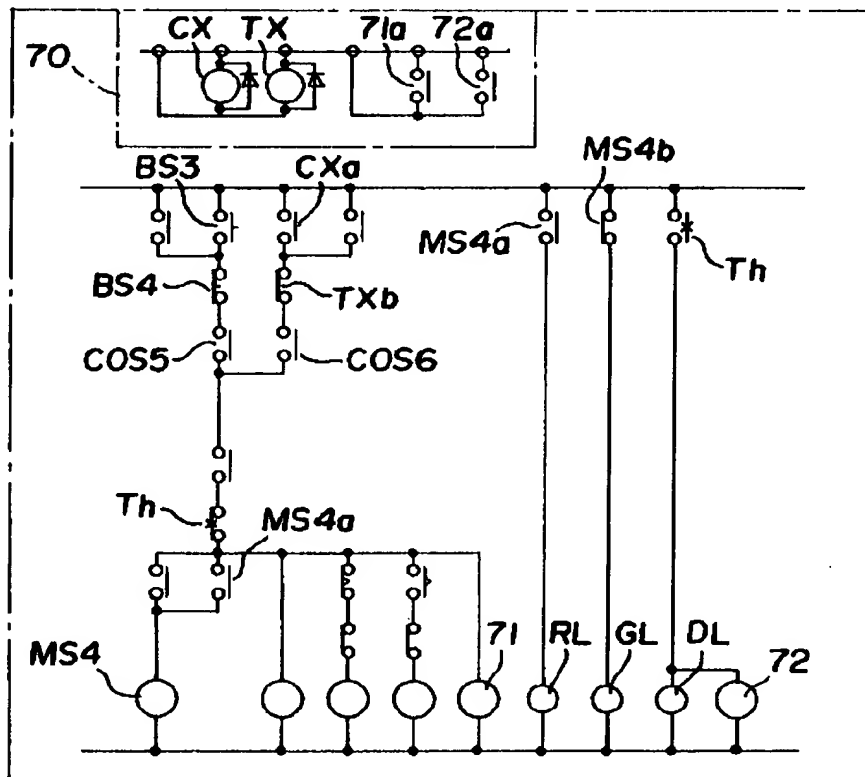 CX TX 71a 72a
70
BS3 CXa MS4b
MS4a
Th
BS4 TXb
COS5 COS6
Th MS4a
MS4 71 RL GL DL 72